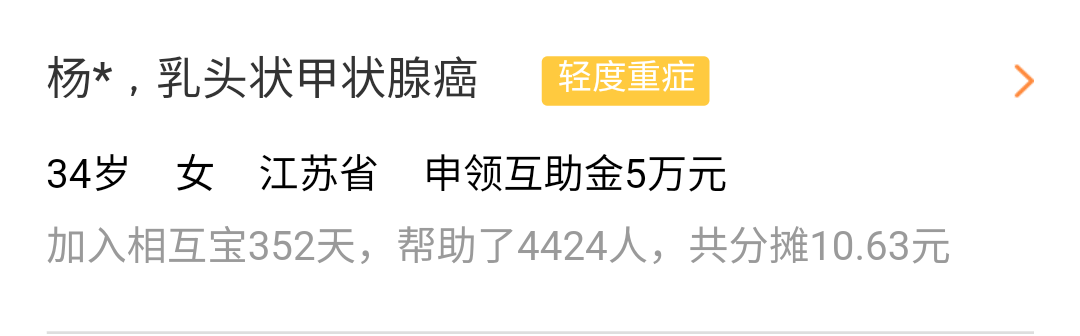 杨*，乳头状甲状腺癌 轻度重症
34岁 女 江苏省 申领互助金5万元
加入相互宝352天，帮助了4424人，共分摊10.63元